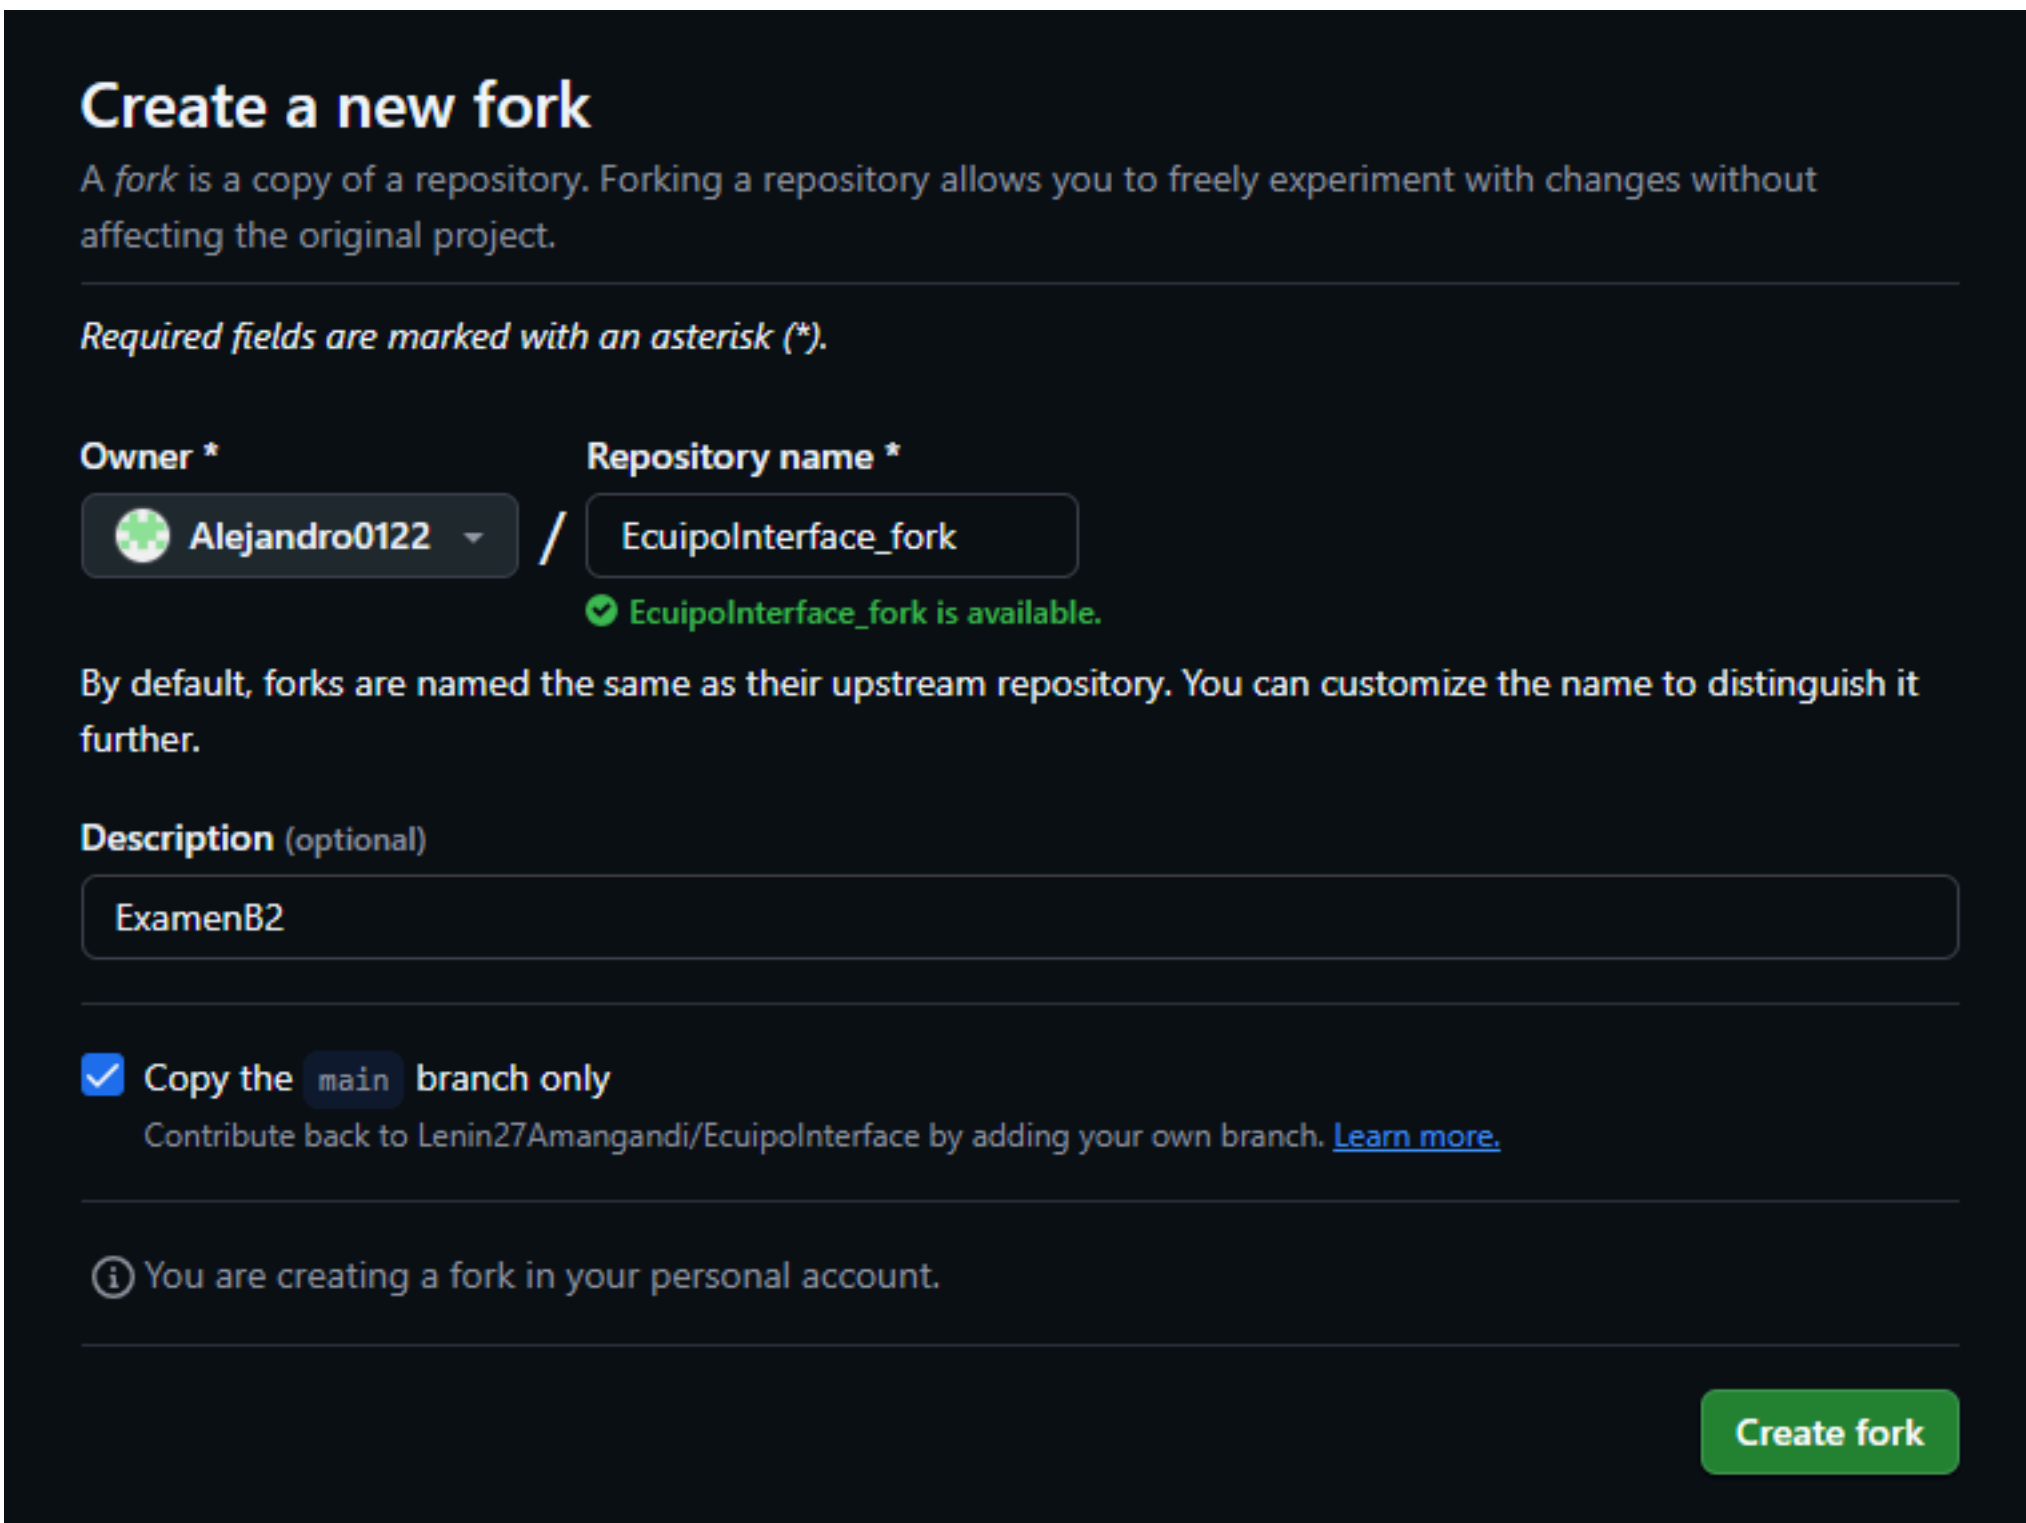 Create a new fork
A fork is a copy of a repository. Forking a repository allows you to freely experiment with changes without
affecting the original project.
Required fields are marked with an asterisk (*).
Owner *
Repository name *
Alejandro0122
/
EcuipoInterface_fork
EcuipoInterface_fork is available.
By default, forks are named the same as their upstream repository. You can customize the name to distinguish it
further.
Description (optional)
ExamenB2
Copy the main branch only
Contribute back to Lenin27Amangandi/EcuipoInterface by adding your own branch. Learn more.
You are creating a fork in your personal account.
Create fork